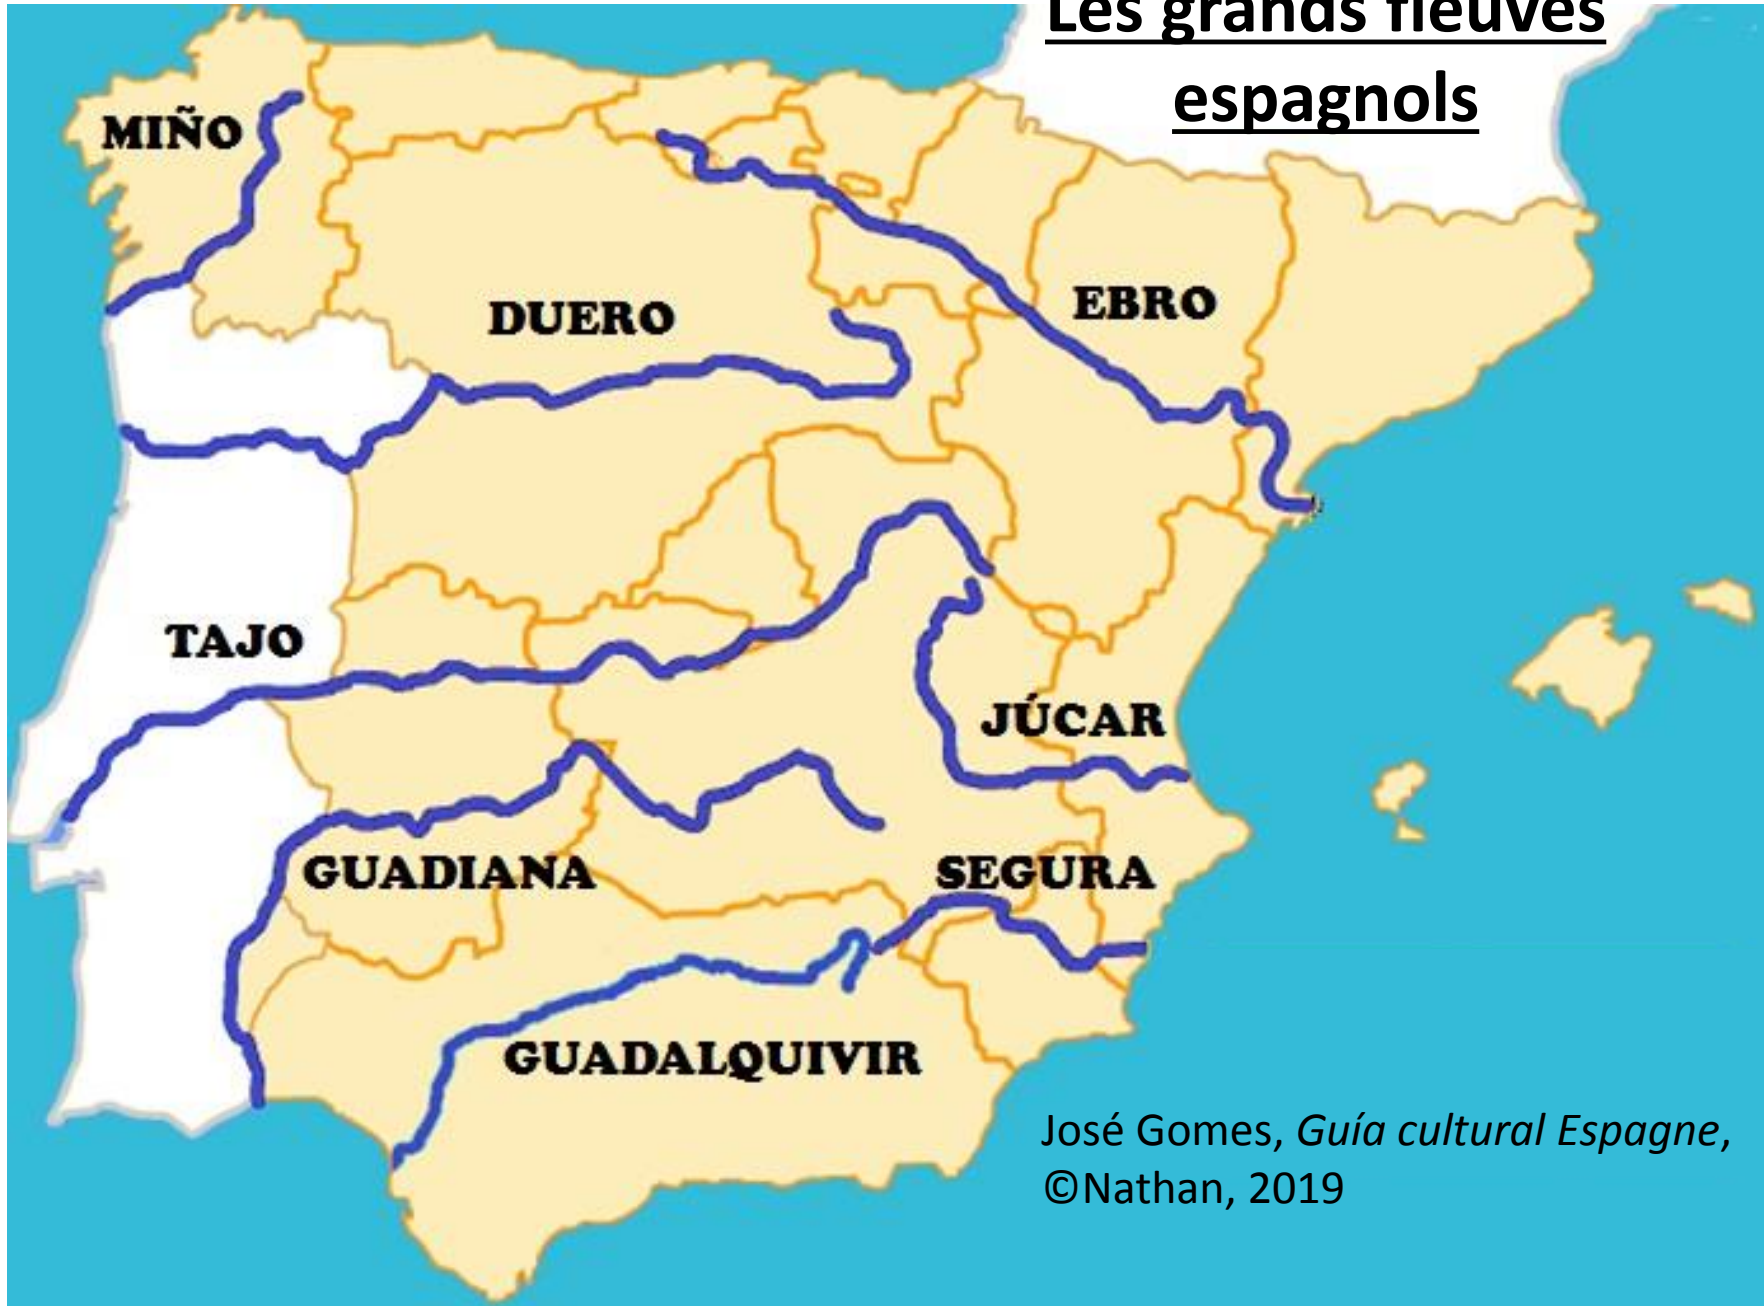 Les grands fleuves
espagnols
MIÑO
DUERO
EBRO
TAJO
JÚCAR
GUADIANA
SEGURA
GUADALQUIVIR
José Gomes, Guía cultural Espagne,
©Nathan, 2019